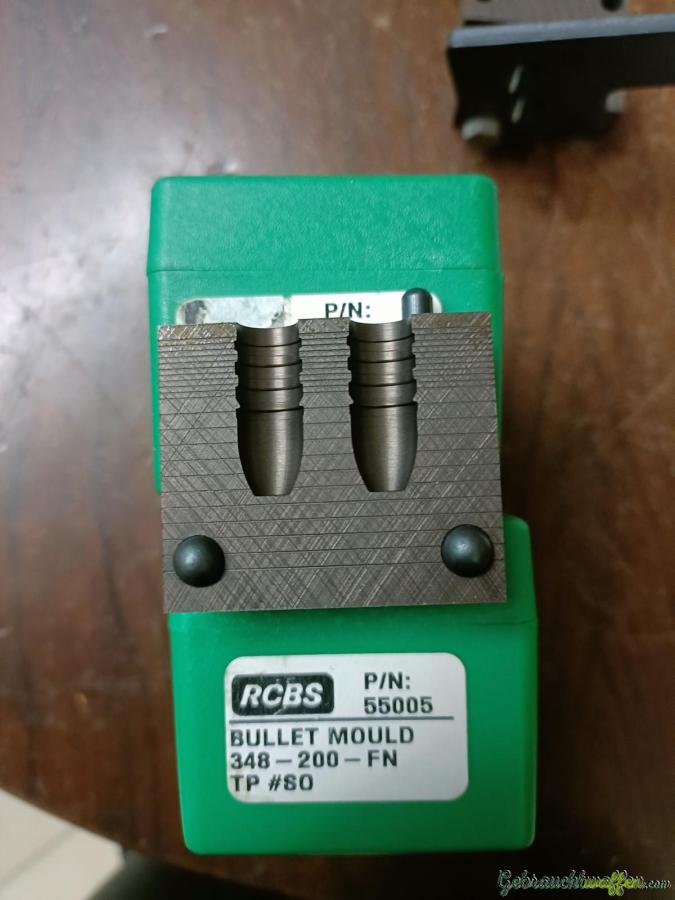 P/N:
RCBS
P/N:
55005
BULLET MOULD
348-200-FN
TP #SO
Gebrauchtwaffen.com